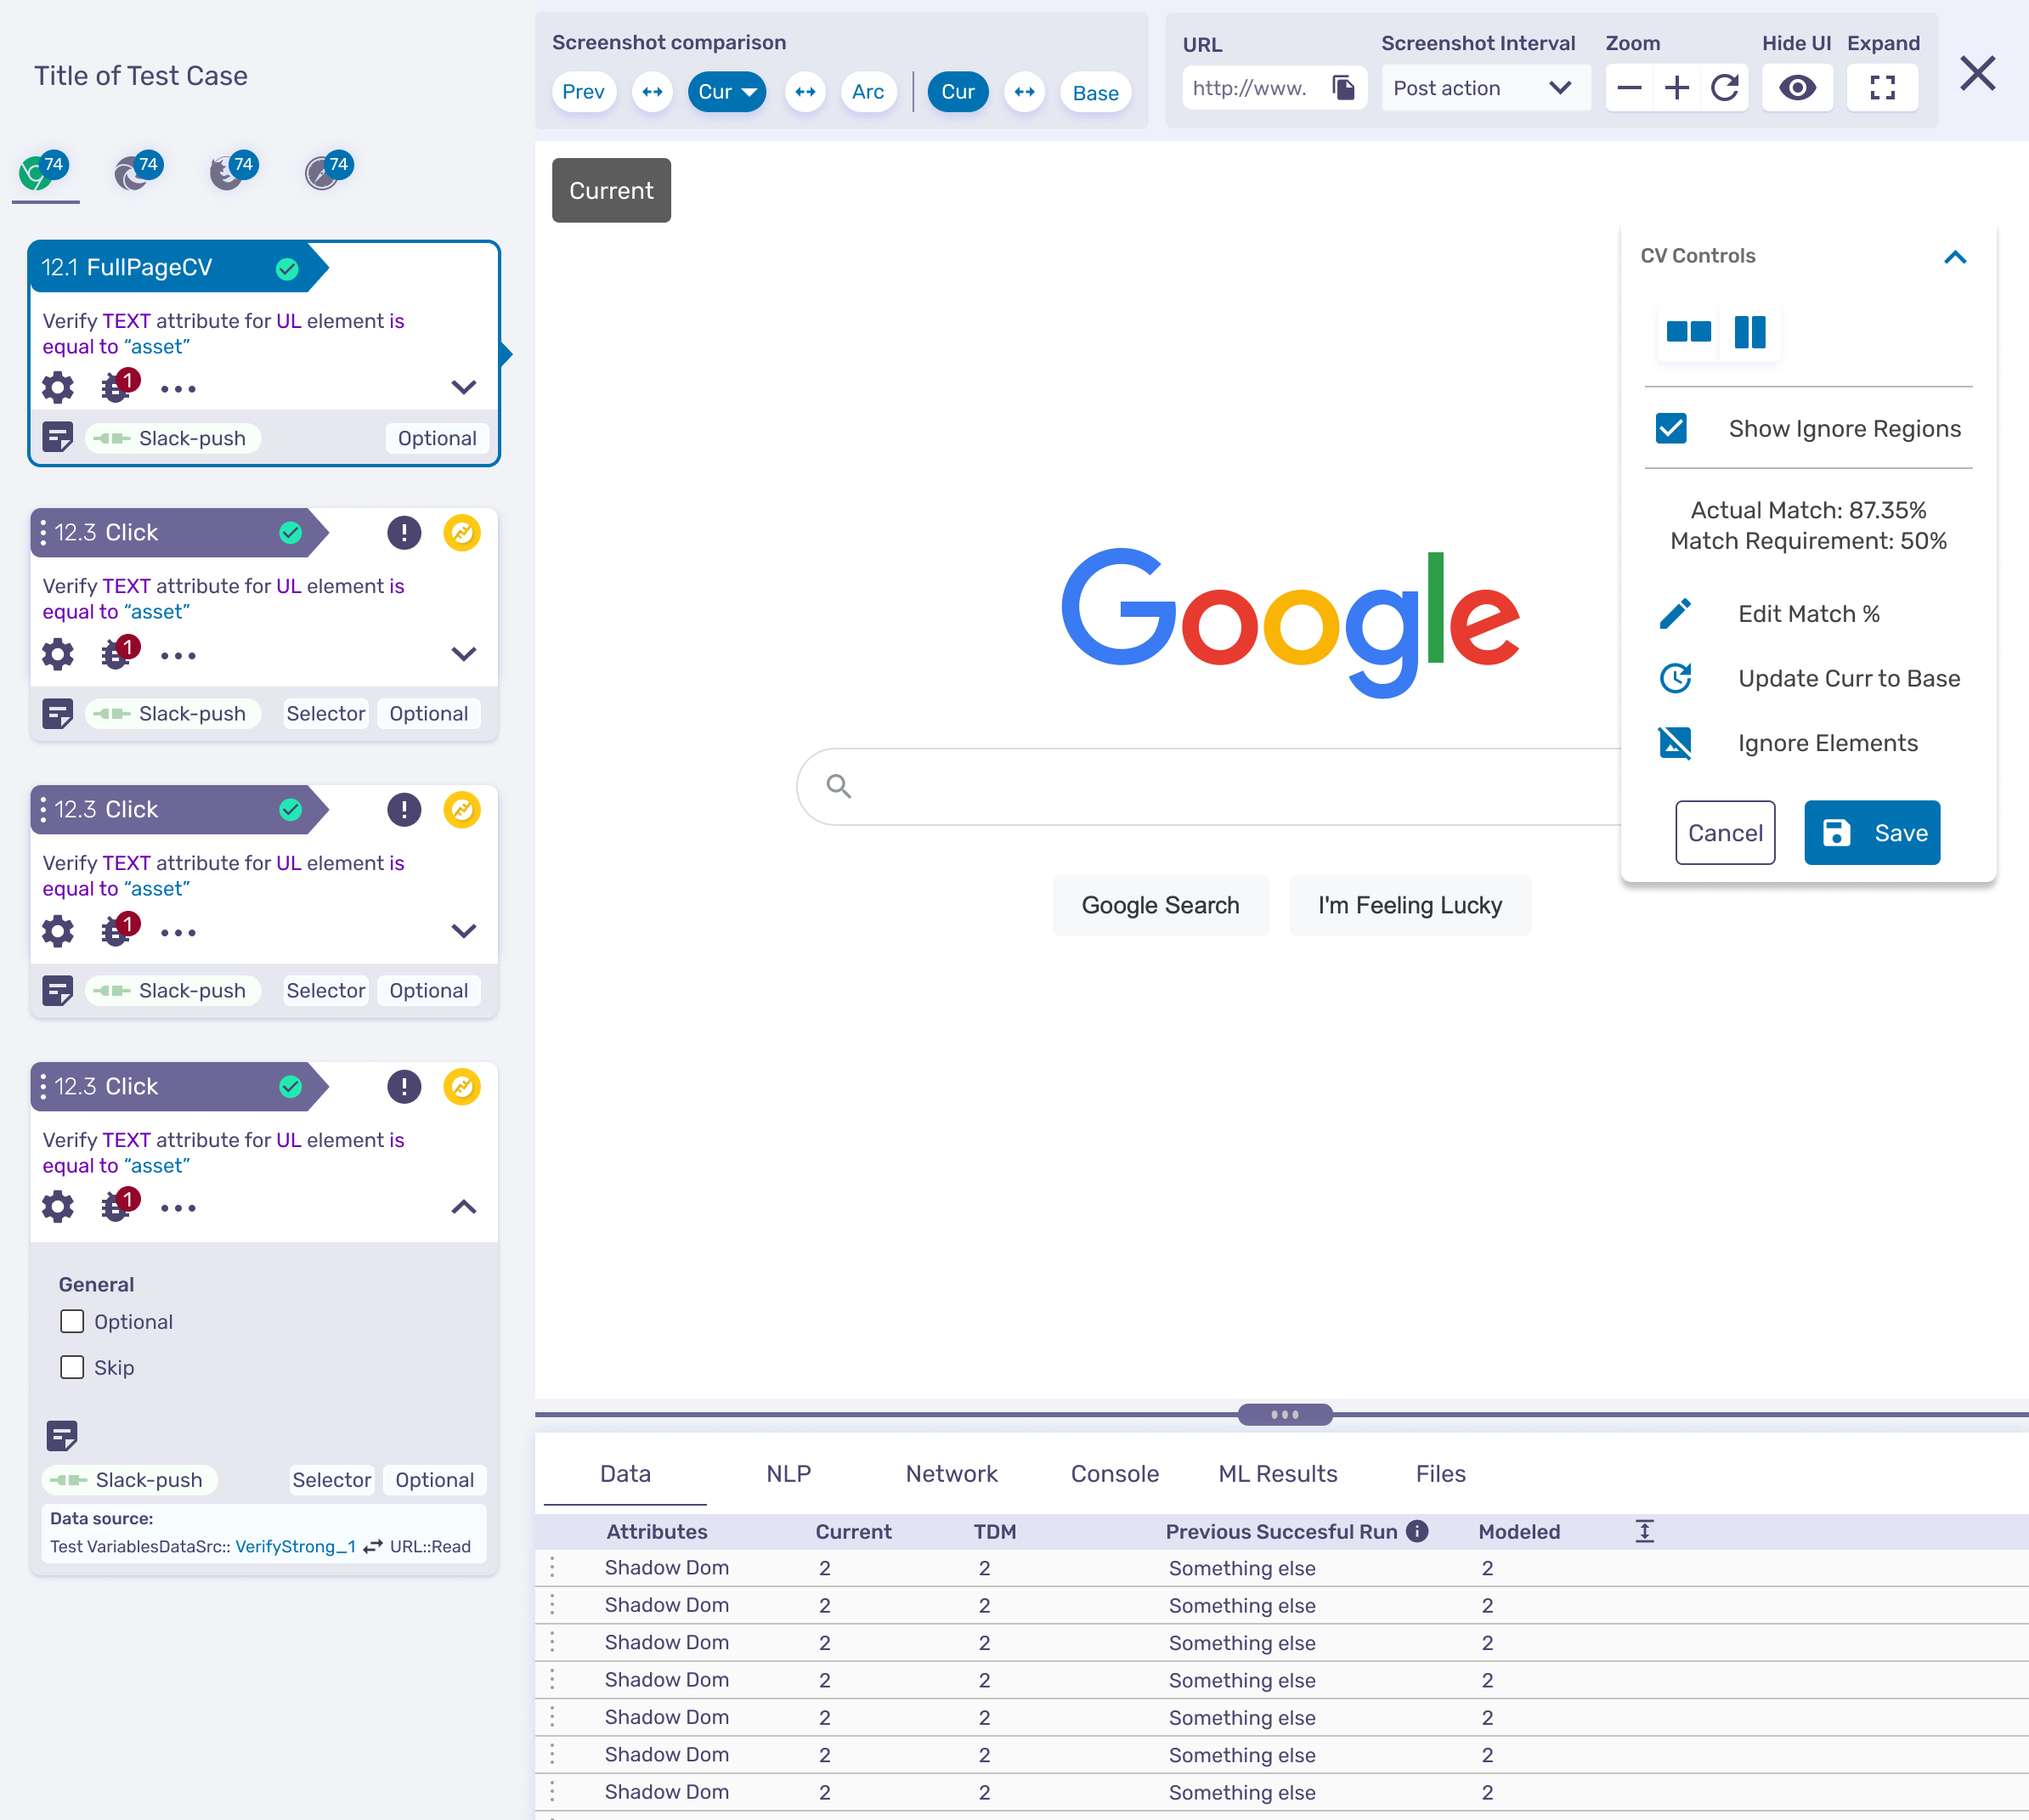 Title of Test Case
74
74
74
74
12.1 FullPageCV
Verify TEXT attribute for UL element is
equal to “asset”
1
Slack-push
Optional
12.3 Click
!
Verify TEXT attribute for UL element is
equal to “asset”
1
Slack-push
Selector
Optional
12.3 Click
!
Verify TEXT attribute for UL element is
equal to “asset”
1
Slack-push
Selector
Optional
12.3 Click
!
Verify TEXT attribute for UL element is
equal to “asset”
1
General
Optional
Skip
Slack-push
Selector
Optional
Data source:
Test VariablesDataSrc:: VerifyStrong_1 URL::Read
Screenshot comparison
Prev
Cur
Arc
Cur
Base
URL
http://www.
Screenshot Interval
Post action
Zoom
Hide UI
Expand
Current
Google
Google Search
I'm Feeling Lucky
CV Controls
Show Ignore Regions
Actual Match: 87.35%
Match Requirement: 50%
Edit Match %
Update Curr to Base
Ignore Elements
Cancel
Save
Data NLP Network Console ML Results Files
Attributes Current TDM Previous Succesful Run i Modeled
Shadow Dom 2 2 Something else 2
Shadow Dom 2 2 Something else 2
Shadow Dom 2 2 Something else 2
Shadow Dom 2 2 Something else 2
Shadow Dom 2 2 Something else 2
Shadow Dom 2 2 Something else 2
Shadow Dom 2 2 Something else 2